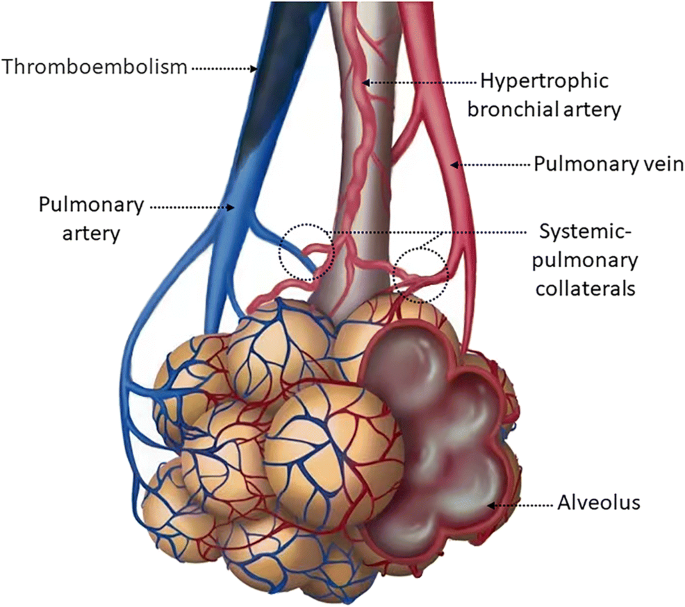 Thromboembolism
Hypertrophic
bronchial artery
Pulmonary vein
Pulmonary
artery
Systemic-
pulmonary
collaterals
Alveolus